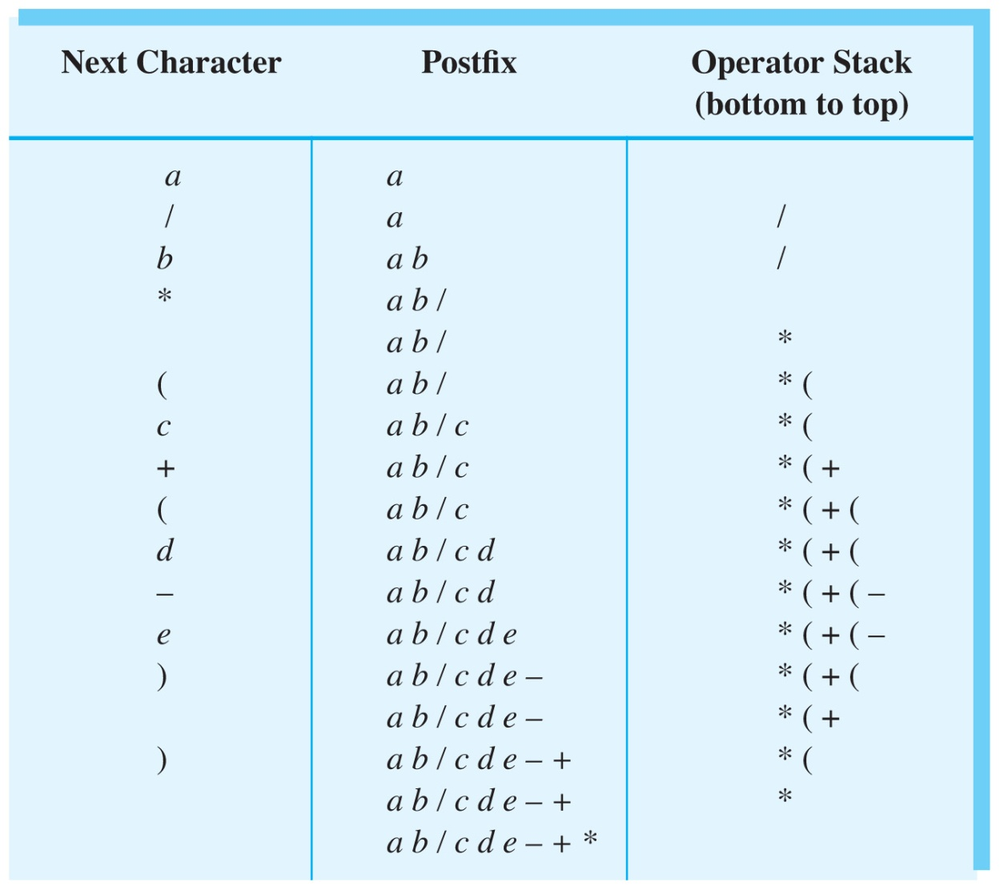 Next Character Postfix Operator Stack
(bottom to top)
a a
/ a /
b a b /
* a b /
a b / *
( a b / * (
c a b / c * (
+ a b / c * ( +
( a b / c * ( + (
d a b / c d * ( + (
– a b / c d * ( + ( –
e a b / c d e * ( + ( –
) a b / c d e – * ( + (
a b / c d e – * ( +
) a b / c d e – + * (
a b / c d e – + *
a b / c d e – + *